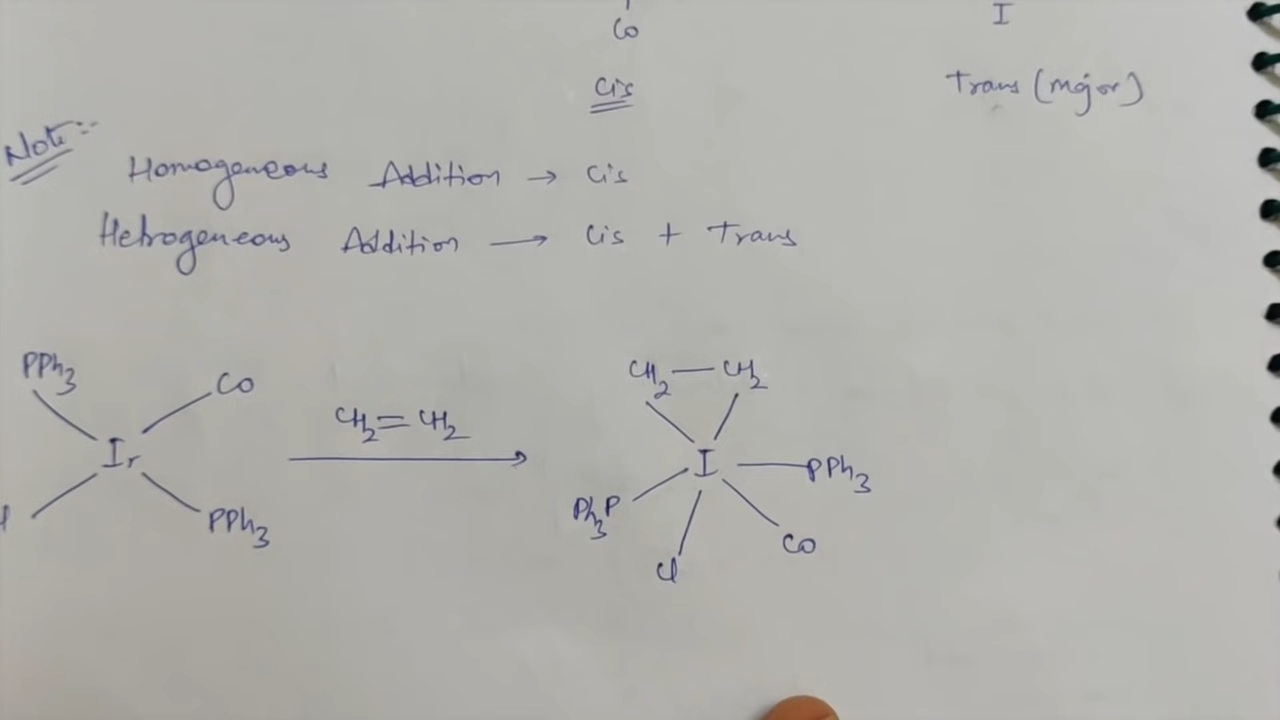 Co I
Cis Trans (Major)
Note:-
Homogeneous Addition → Cis
Hetrogeneous Addition → Cis + Trans
PPh3 Co CH2=CH2 CH2—CH2
Ir I PPh3
PPh3 Ph3P
Cl Co